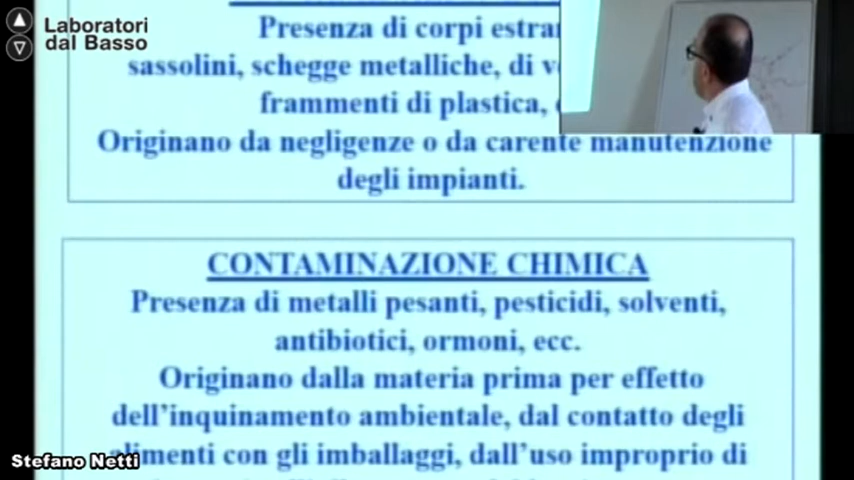 Laboratori
dal Basso
Presenza di corpi
sassolini, schegge metalliche, di
frammenti di plastica,
Originano da negligenze o da carente manutenzione
degli impianti.
CONTAMINAZIONE CHIMICA
Presenza di metalli pesanti, pesticidi, solventi,
antibiotici, ormoni, ecc.
Originano dalla materia prima per effetto
dell'inquinamento ambientale, dal contatto degli
alimenti con gli imballaggi, dall'uso improprio di
Stefano Netti